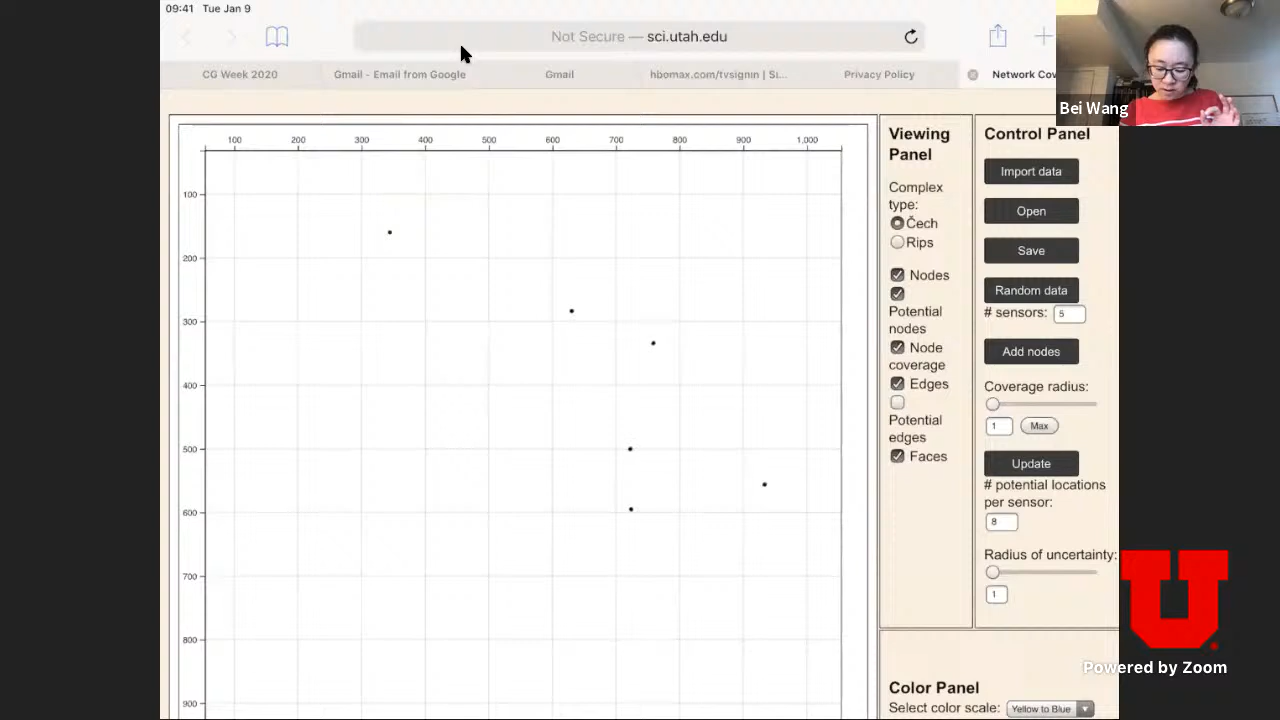 09:41 Tue Jan 9
Not Secure — sci.utah.edu
CG Week 2020
Gmail - Email from Google
Gmail
hbomax.com/tvsignin | Si...
Privacy Policy
Network Cov
Bei Wang
100 200 300 400 500 600 700 800 900 1,000
100
200
300
400
500
600
700
800
900
Viewing
Panel
Complex
type:
Čech
Rips
Nodes
Potential
nodes
Node
coverage
Edges
Potential
edges
Faces
Control Panel
Import data
Open
Save
Random data
# sensors: 5
Add nodes
Coverage radius:
1 Max
Update
# potential locations
per sensor:
8
Radius of uncertainty:
1
Color Panel
Select color scale: Yellow to Blue
U
Powered by Zoom